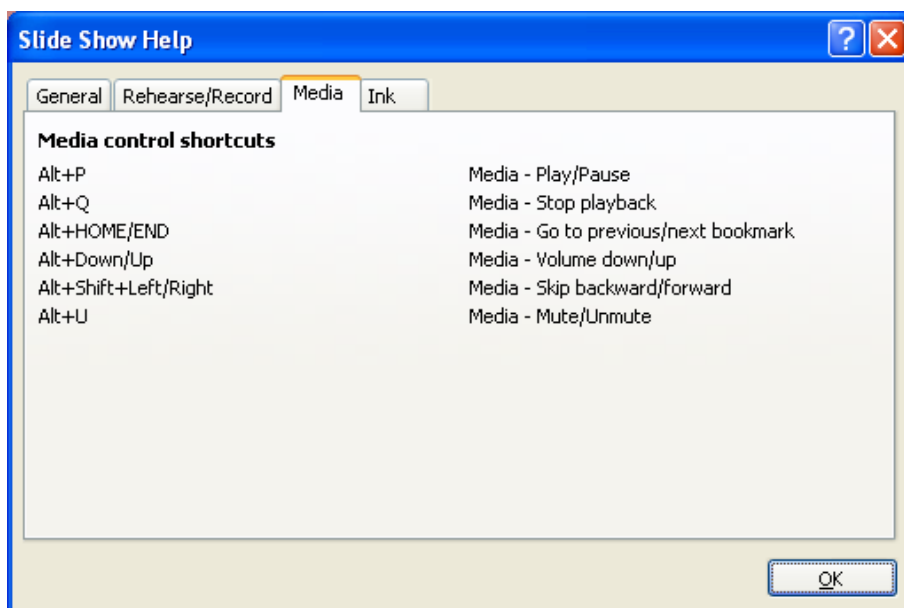 Slide Show Help
General Rehearse/Record Media Ink
Media control shortcuts
Alt+P Media - Play/Pause
Alt+Q Media - Stop playback
Alt+HOME/END Media - Go to previous/next bookmark
Alt+Down/Up Media - Volume down/up
Alt+Shift+Left/Right Media - Skip backward/forward
Alt+U Media - Mute/Unmute
OK